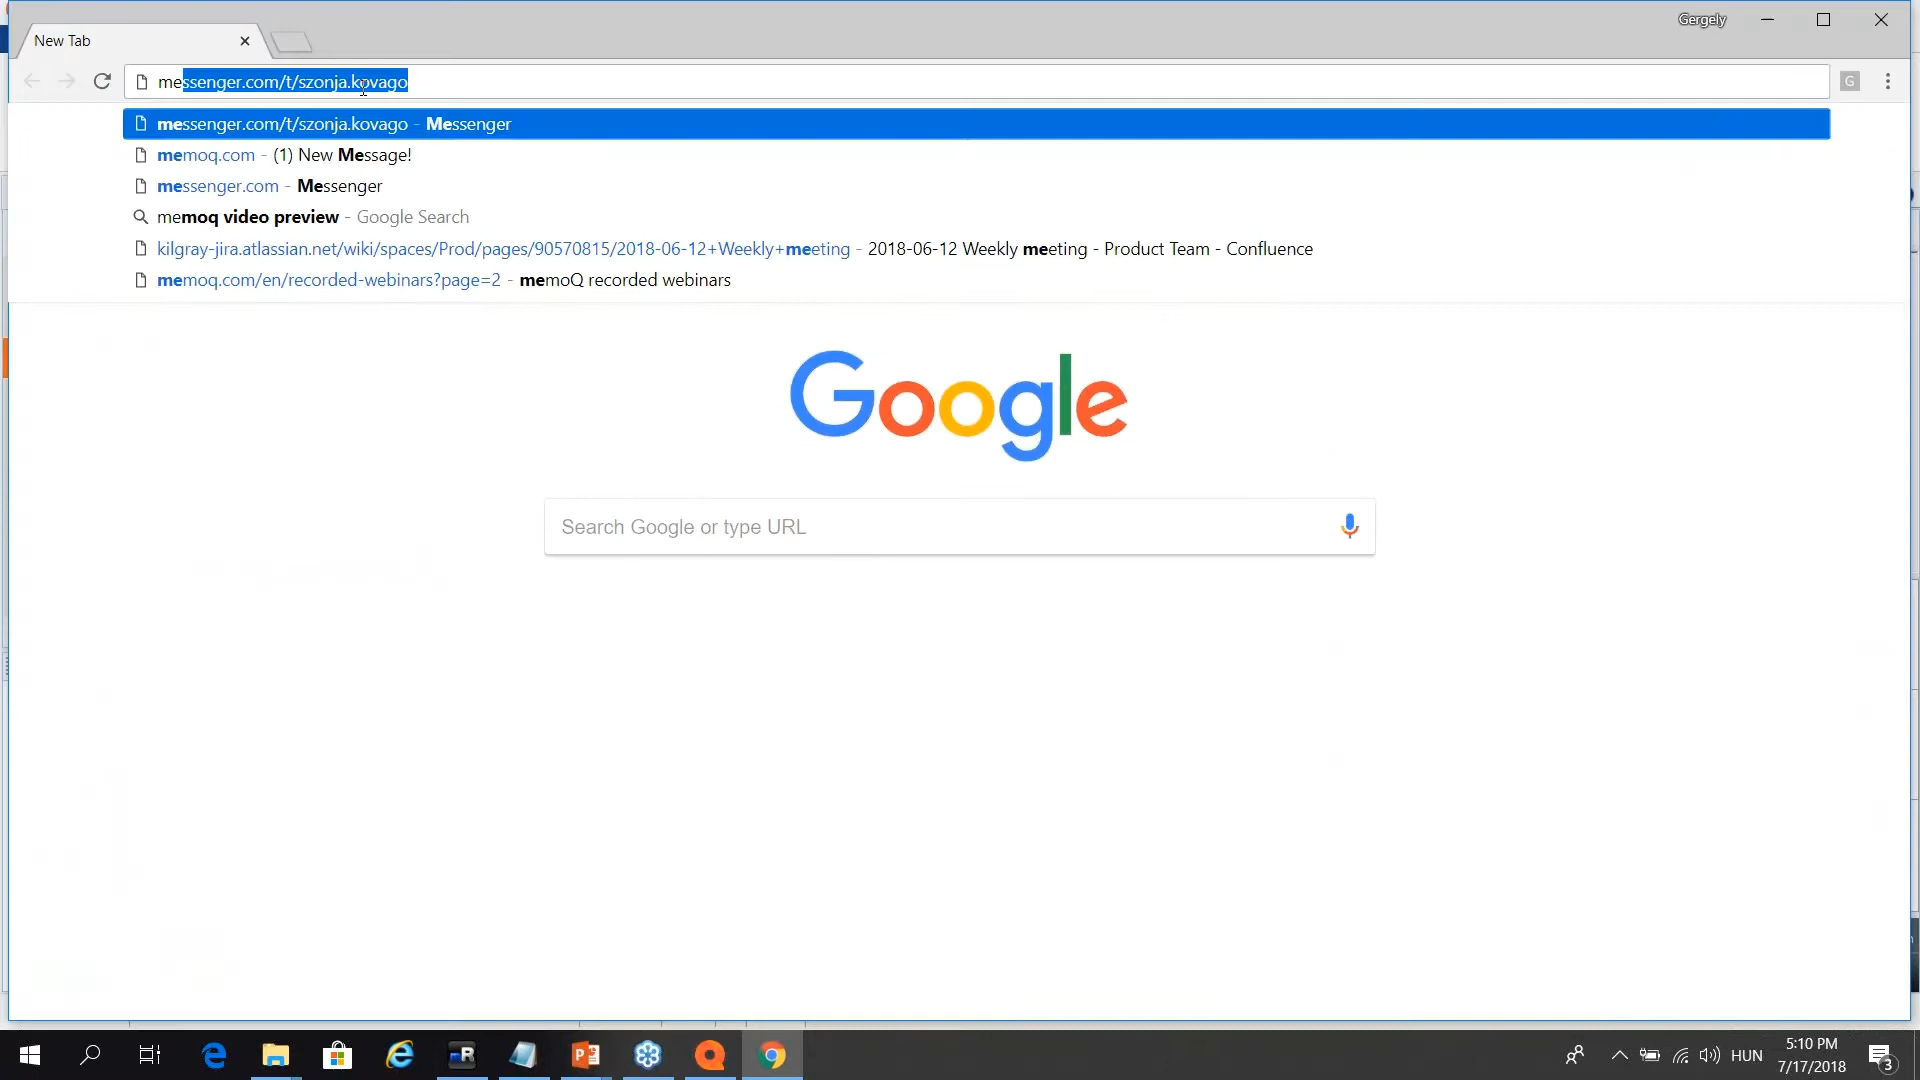 Gergely
New Tab
messenger.com/t/szonja.kovago
G
messenger.com/t/szonja.kovago - Messenger
memoq.com - (1) New Message!
messenger.com - Messenger
memoq video preview - Google Search
kilgray-jira.atlassian.net/wiki/spaces/Prod/pages/90570815/2018-06-12+Weekly+meeting - 2018-06-12 Weekly meeting - Product Team - Confluence
memoq.com/en/recorded-webinars?page=2 - memoQ recorded webinars
Google
Search Google or type URL
HUN
5:10 PM
7/17/2018
3